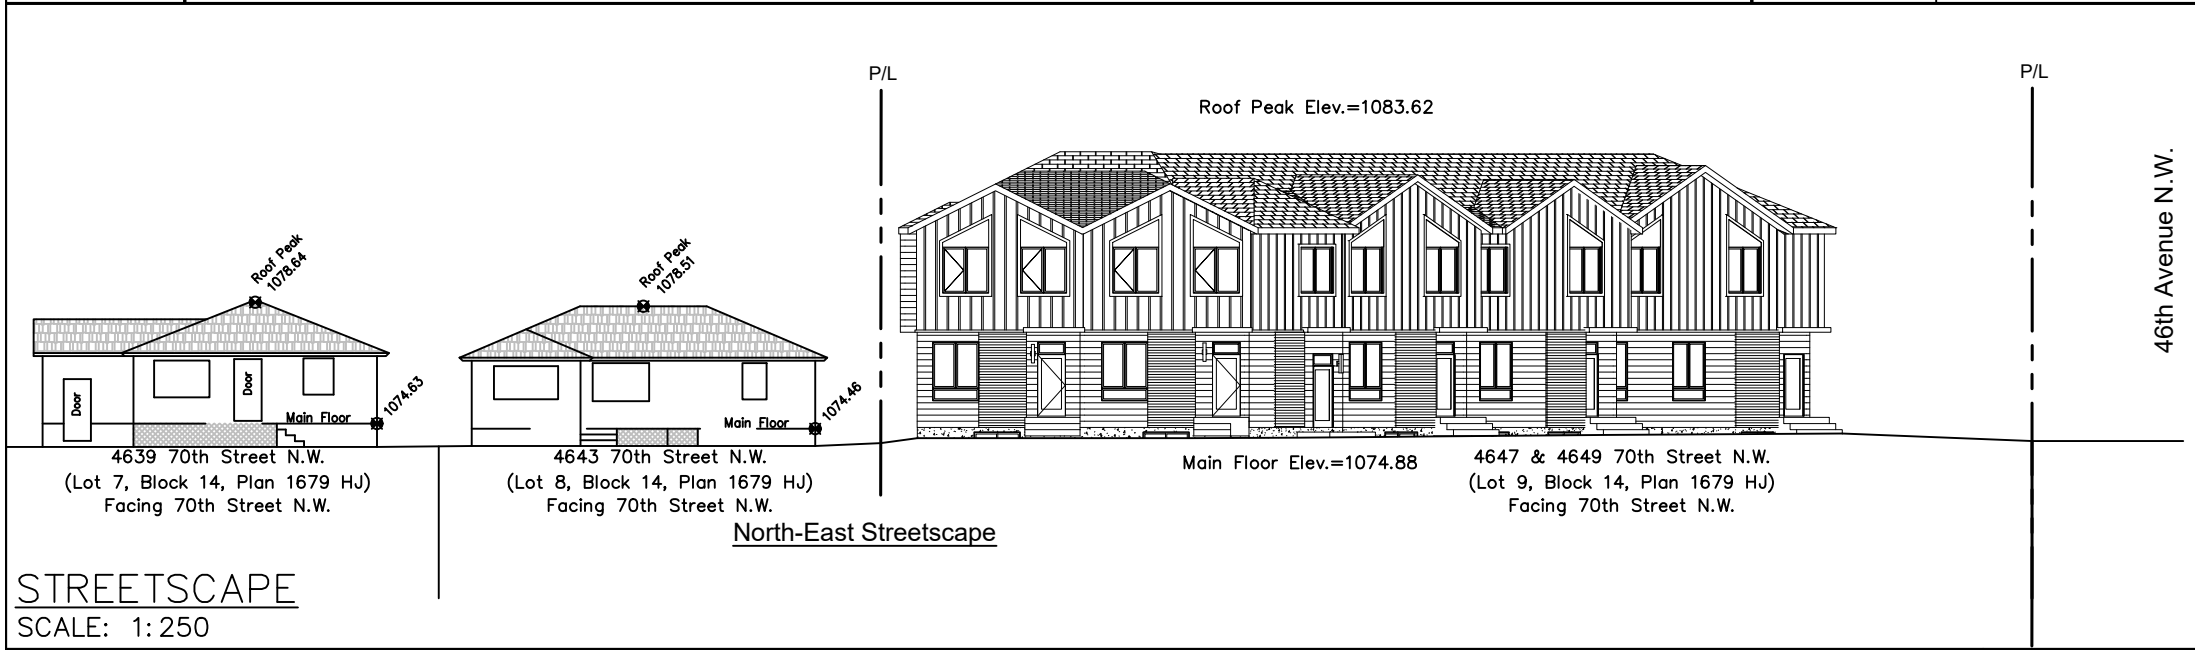 P/L
P/L
Roof Peak Elev.=1083.62
46th Avenue N.W.
Roof Peak
1078.64
Roof Peak
1078.51
Door
Door
Main Floor
1074.63
Main Floor
1074.46
4639 70th Street N.W.
(Lot 7, Block 14, Plan 1679 HJ)
Facing 70th Street N.W.
4643 70th Street N.W.
(Lot 8, Block 14, Plan 1679 HJ)
Facing 70th Street N.W.
Main Floor Elev.=1074.88
4647 & 4649 70th Street N.W.
(Lot 9, Block 14, Plan 1679 HJ)
Facing 70th Street N.W.
North-East Streetscape
STREETSCAPE
SCALE: 1:250